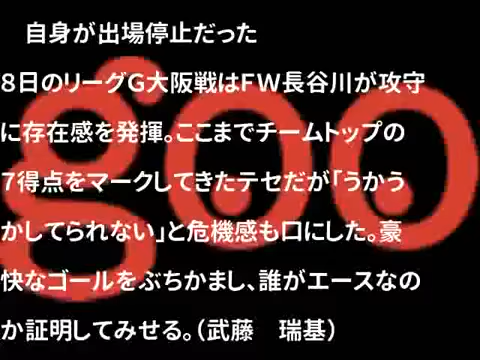 自身が出場停止だった
８日のリーグＧ大阪戦はＦＷ長谷川が攻守
に存在感を発揮。ここまでチームトップの
７得点をマークしてきたテセだが「うかう
かしてられない」と危機感も口にした。豪
快なゴールをぶちかまし、誰がエースなの
か証明してみせる。（武藤　瑞基）
goo